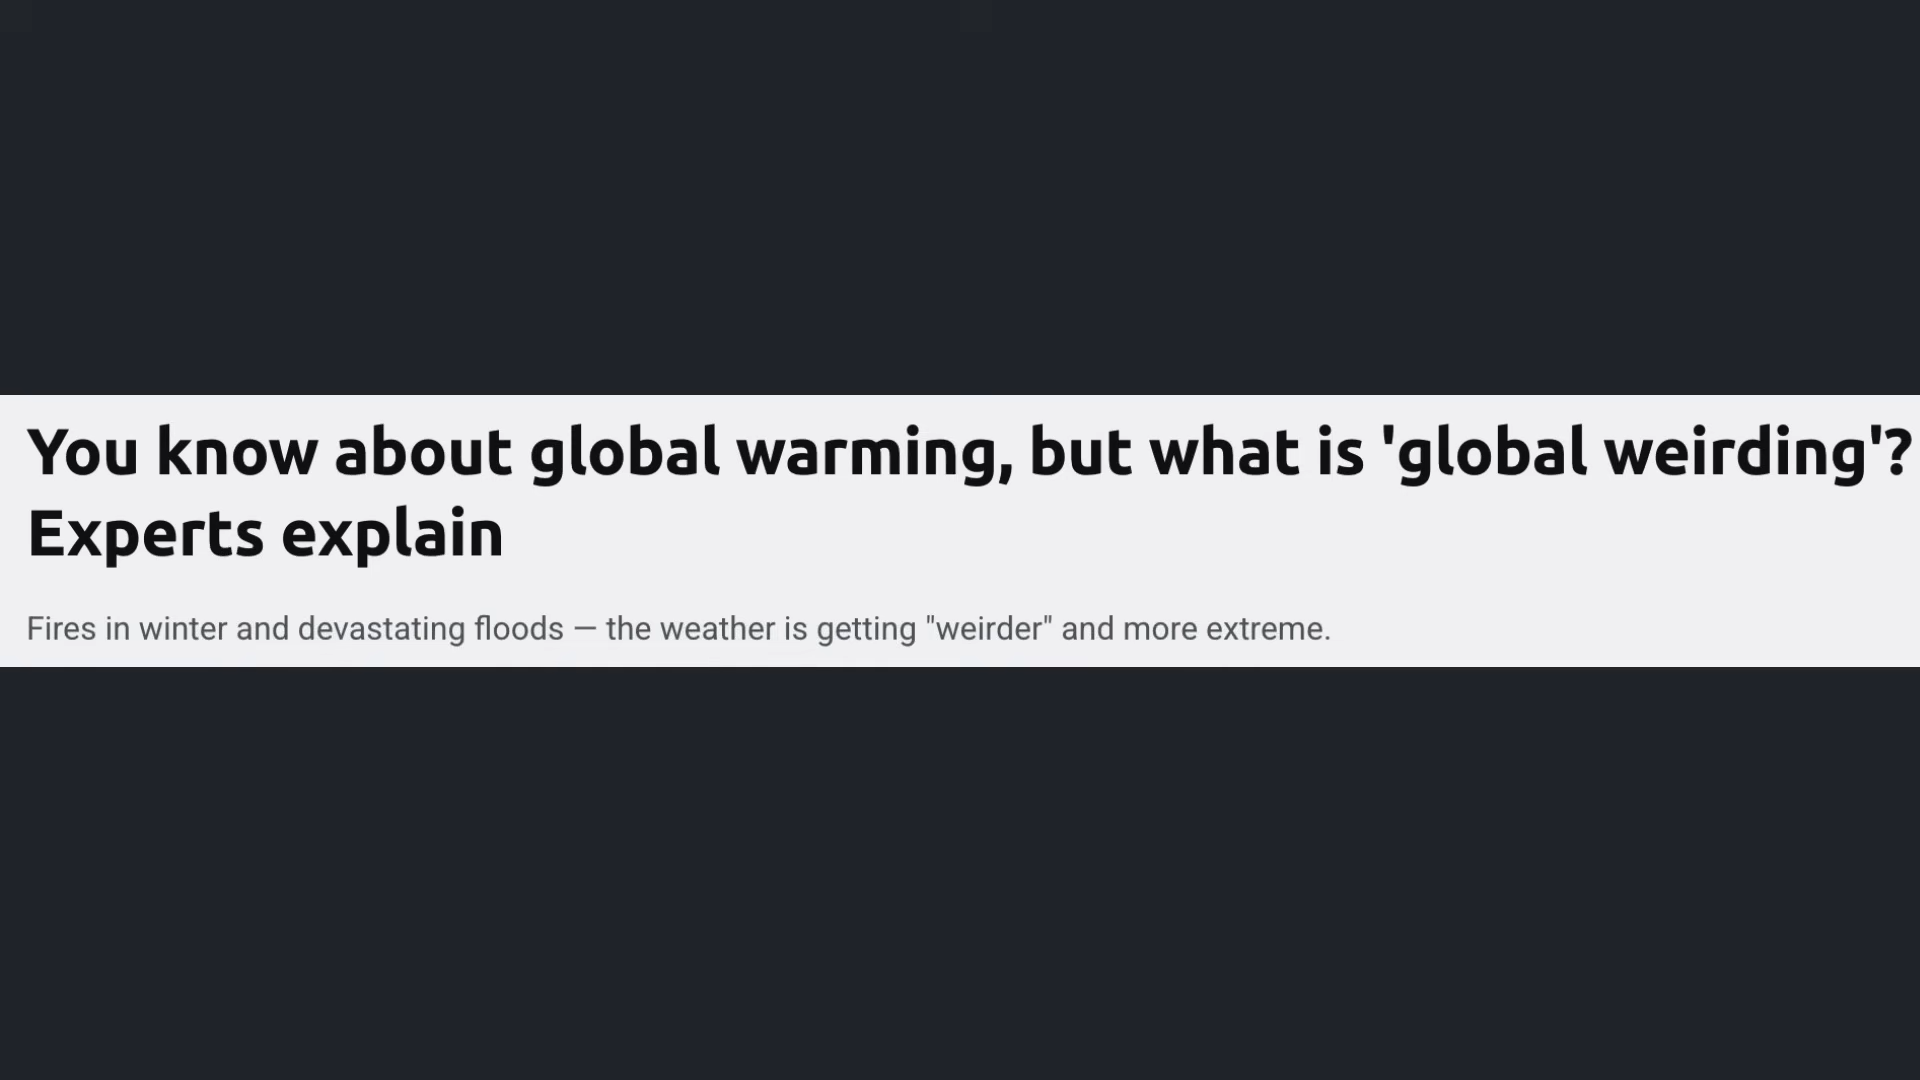 You know about global warming, but what is 'global weirding'?
Experts explain
Fires in winter and devastating floods — the weather is getting "weirder" and more extreme.